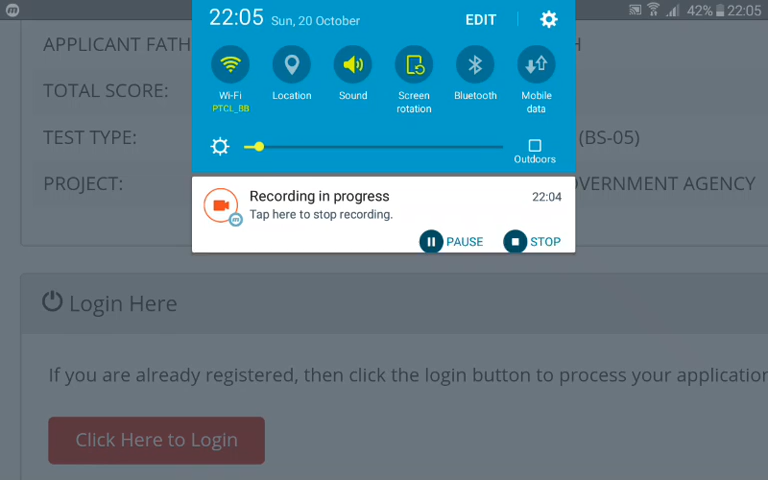 22:05 Sun, 20 October EDIT
42% 22:05
APPLICANT FATH H
TOTAL SCORE:
TEST TYPE: (BS-05)
PROJECT: VERNMENT AGENCY
Wi-Fi Location Sound Screen rotation Bluetooth Mobile data
PTCL_BB
Outdoors
Recording in progress 22:04
Tap here to stop recording.
PAUSE STOP
Login Here
If you are already registered, then click the login button to process your application
Click Here to Login